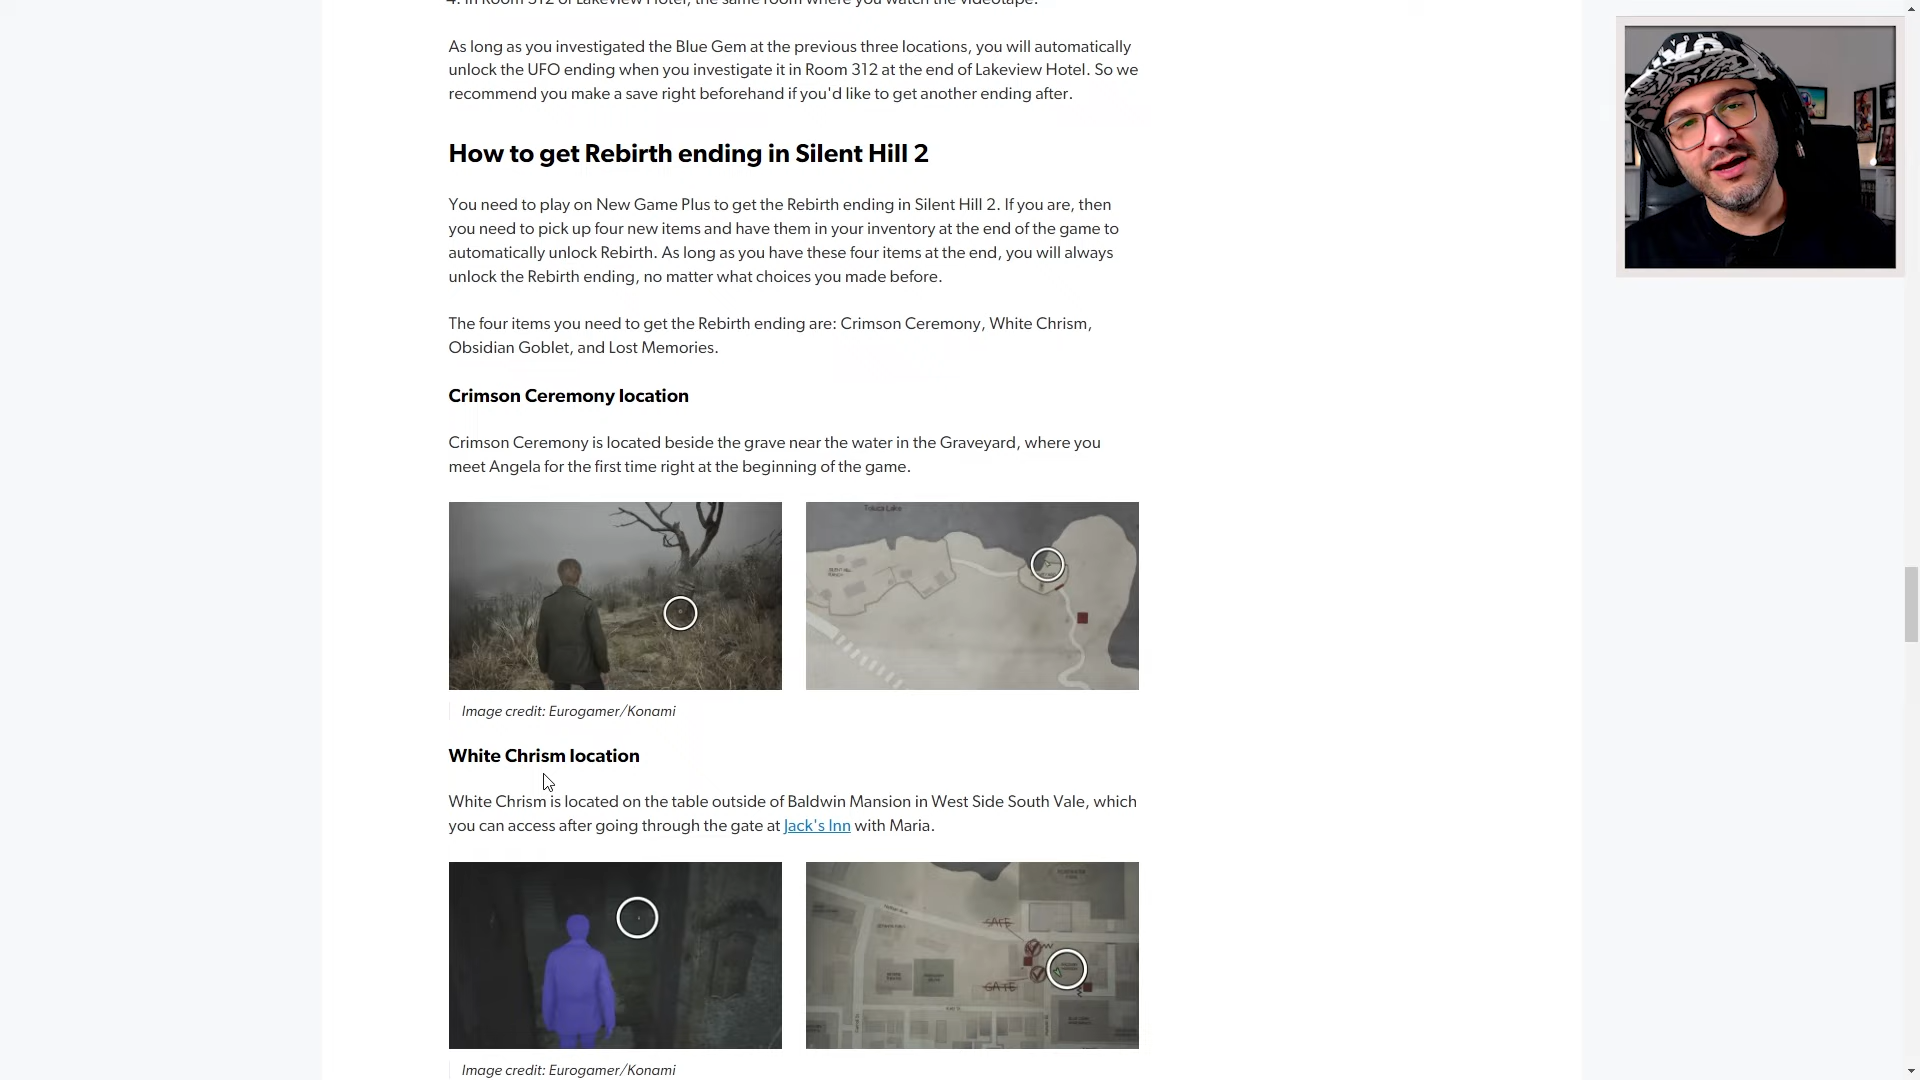 4. In Room 312 of Lakeview Hotel, the same room where you watch the videotape.
As long as you investigated the Blue Gem at the previous three locations, you will automatically
unlock the UFO ending when you investigate it in Room 312 at the end of Lakeview Hotel. So we
recommend you make a save right beforehand if you'd like to get another ending after.
How to get Rebirth ending in Silent Hill 2
You need to play on New Game Plus to get the Rebirth ending in Silent Hill 2. If you are, then
you need to pick up four new items and have them in your inventory at the end of the game to
automatically unlock Rebirth. As long as you have these four items at the end, you will always
unlock the Rebirth ending, no matter what choices you made before.
The four items you need to get the Rebirth ending are: Crimson Ceremony, White Chrism,
Obsidian Goblet, and Lost Memories.
Crimson Ceremony location
Crimson Ceremony is located beside the grave near the water in the Graveyard, where you
meet Angela for the first time right at the beginning of the game.
Toluca Lake
Image credit: Eurogamer/Konami
White Chrism location
White Chrism is located on the table outside of Baldwin Mansion in West Side South Vale, which
you can access after going through the gate at Jack's Inn with Maria.
SAFE
GATE
Image credit: Eurogamer/Konami